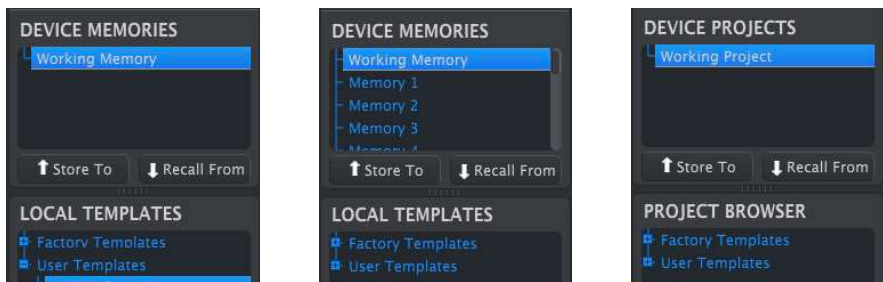 DEVICE MEMORIES
Working Memory
Store To
Recall From
LOCAL TEMPLATES
Factory Templates
User Templates
DEVICE MEMORIES
Working Memory
Memory 1
Memory 2
Memory 3
Memory 4
Store To
Recall From
LOCAL TEMPLATES
Factory Templates
User Templates
DEVICE PROJECTS
Working Project
Store To
Recall From
PROJECT BROWSER
Factory Templates
User Templates